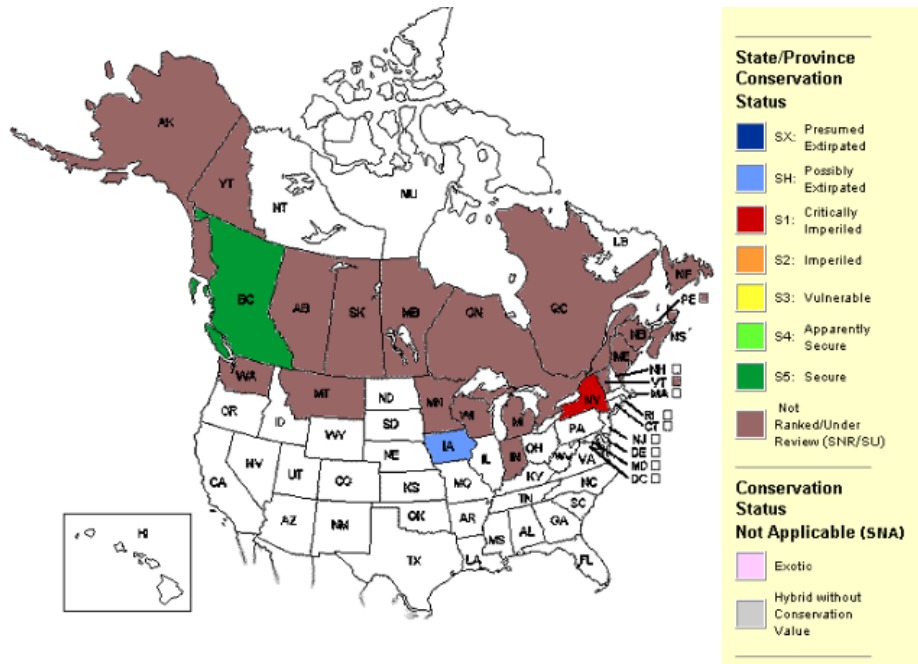 AK
YT
NT
NU
BC
AB
SK
MB
ON
QC
LB
NF
PE
NB
NS
ME
NH
VT
MA
RI
CT
NJ
DE
MD
DC
WA
MT
ND
MN
WI
MI
NY
OR
ID
WY
SD
IA
NE
IL
IN
OH
PA
WV
VA
KY
CA
NV
UT
CO
KS
MO
NC
TN
SC
AZ
NM
OK
AR
MS
AL
GA
TX
LA
FL
HI
State/Province
Conservation
Status
SX: Presumed
Extirpated
SH: Possibly
Extirpated
S1: Critically
Imperiled
S2: Imperiled
S3: Vulnerable
S4: Apparently
Secure
S5: Secure
Not
Ranked/Under
Review (SNR/SU)
Conservation
Status
Not Applicable (SNA)
Exotic
Hybrid without
Conservation
Value